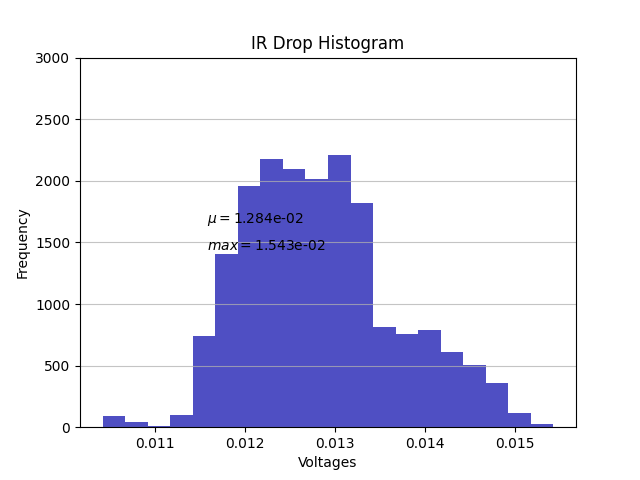 IR Drop Histogram
3000
2500
2000
1500
1000
500
0
Frequency
μ = 1.284e-02
max = 1.543e-02
0.011 0.012 0.013 0.014 0.015
Voltages